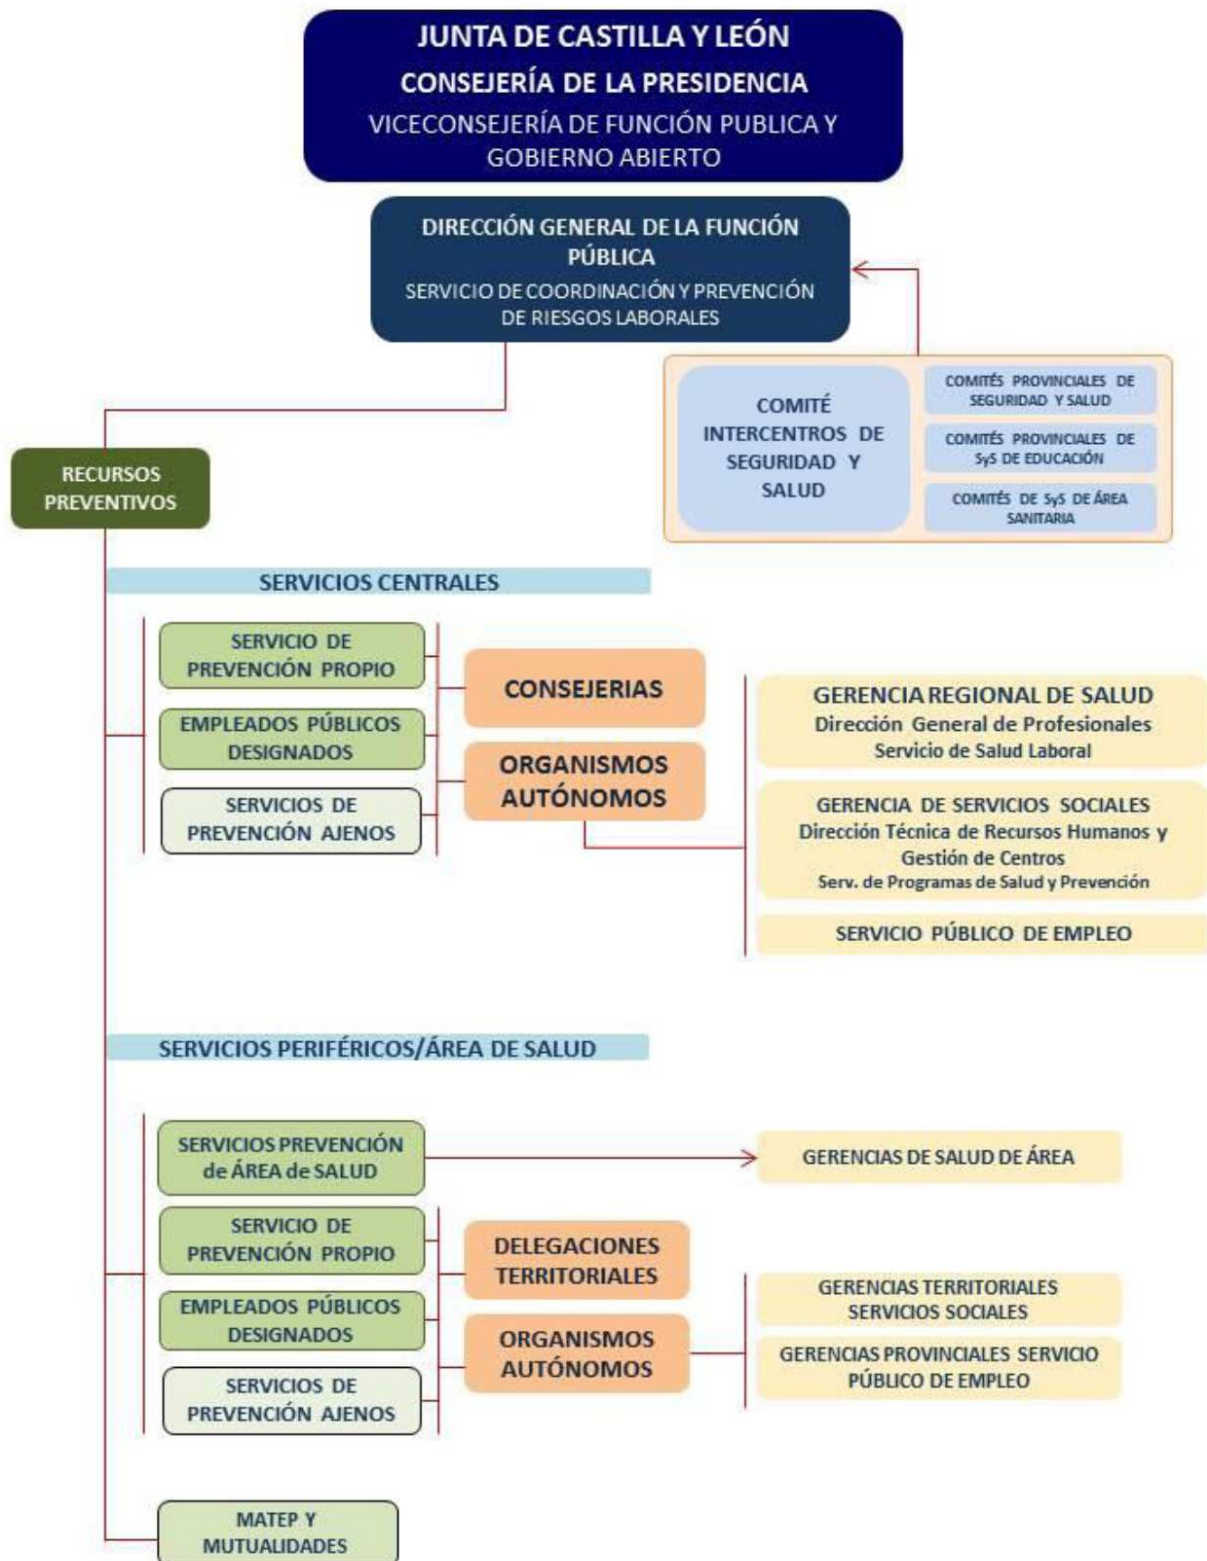 JUNTA DE CASTILLA Y LEÓN
CONSEJERÍA DE LA PRESIDENCIA
VICECONSEJERÍA DE FUNCIÓN PUBLICA Y
GOBIERNO ABIERTO
DIRECCIÓN GENERAL DE LA FUNCIÓN
PÚBLICA
SERVICIO DE COORDINACIÓN Y PREVENCIÓN
DE RIESGOS LABORALES
COMITÉ
INTERCENTROS DE
SEGURIDAD Y
SALUD
COMITÉS PROVINCIALES DE
SEGURIDAD Y SALUD
COMITÉS PROVINCIALES DE
SyS DE EDUCACIÓN
COMITÉS DE SyS DE ÁREA
SANITARIA
RECURSOS
PREVENTIVOS
SERVICIOS CENTRALES
SERVICIO DE
PREVENCIÓN PROPIO
EMPLEADOS PÚBLICOS
DESIGNADOS
SERVICIOS DE
PREVENCIÓN AJENOS
CONSEJERIAS
ORGANISMOS
AUTÓNOMOS
GERENCIA REGIONAL DE SALUD
Dirección General de Profesionales
Servicio de Salud Laboral
GERENCIA DE SERVICIOS SOCIALES
Dirección Técnica de Recursos Humanos y
Gestión de Centros
Serv. de Programas de Salud y Prevención
SERVICIO PÚBLICO DE EMPLEO
SERVICIOS PERIFÉRICOS/ÁREA DE SALUD
SERVICIOS PREVENCIÓN
de ÁREA de SALUD
GERENCIAS DE SALUD DE ÁREA
SERVICIO DE
PREVENCIÓN PROPIO
EMPLEADOS PÚBLICOS
DESIGNADOS
SERVICIOS DE
PREVENCIÓN AJENOS
DELEGACIONES
TERRITORIALES
ORGANISMOS
AUTÓNOMOS
GERENCIAS TERRITORIALES
SERVICIOS SOCIALES
GERENCIAS PROVINCIALES SERVICIO
PÚBLICO DE EMPLEO
MATEP Y
MUTUALIDADES